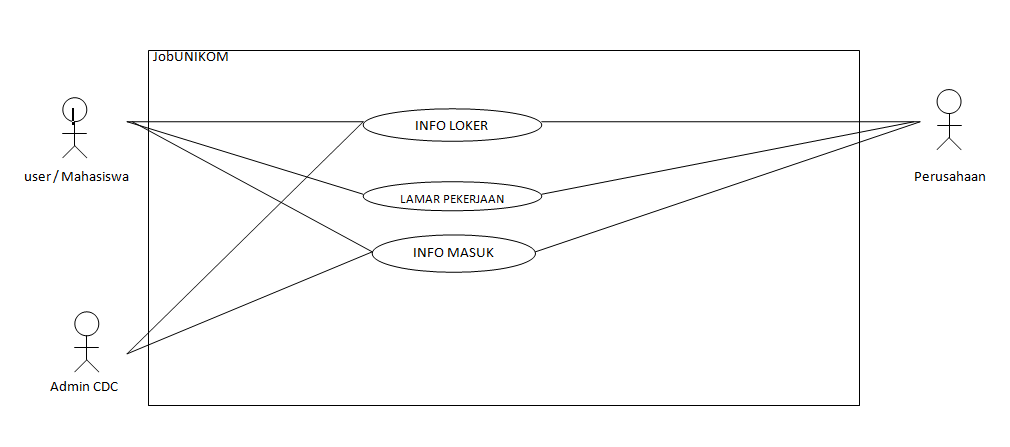 JobUNIKOM
INFO LOKER
user / Mahasiswa
Perusahaan
LAMAR PEKERJAAN
INFO MASUK
Admin CDC